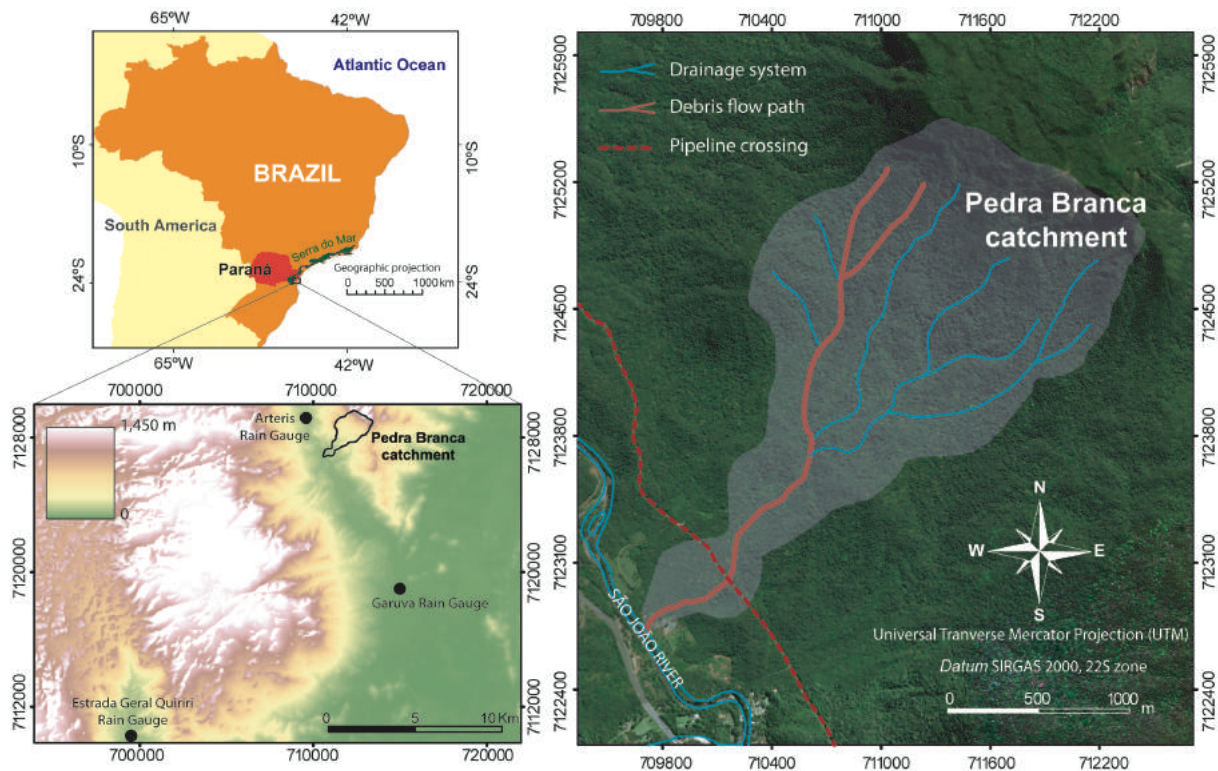 65ºW
42ºW
Atlantic Ocean
10ºS
10ºS
BRAZIL
South America
Serra do Mar
Paraná
Geographic projection
0 500 1000 km
24ºS
24ºS
65ºW
42ºW
7000000
710000
720000
1,450 m
0
Arteris
Rain Gauge
Pedra Branca
catchment
7128000
7128000
7120000
7120000
Garuva Rain Gauge
Estrada Geral Quiriri
Rain Gauge
7112000
7112000
0 5 10 Km
700000
710000
720000
709800
710400
711000
711600
712200
7125900
7125900
Drainage system
Debris flow path
Pipeline crossing
7125200
7125200
Pedra Branca
catchment
7124500
7124500
7123800
7123800
7123100
7123100
N
W
E
S
SÃO JOÃO RIVER
Universal Tranverse Mercator Projection (UTM)
Datum SIRGAS 2000, 22S zone
0 500 1000 m
7122400
7122400
709800
710400
711000
711600
712200